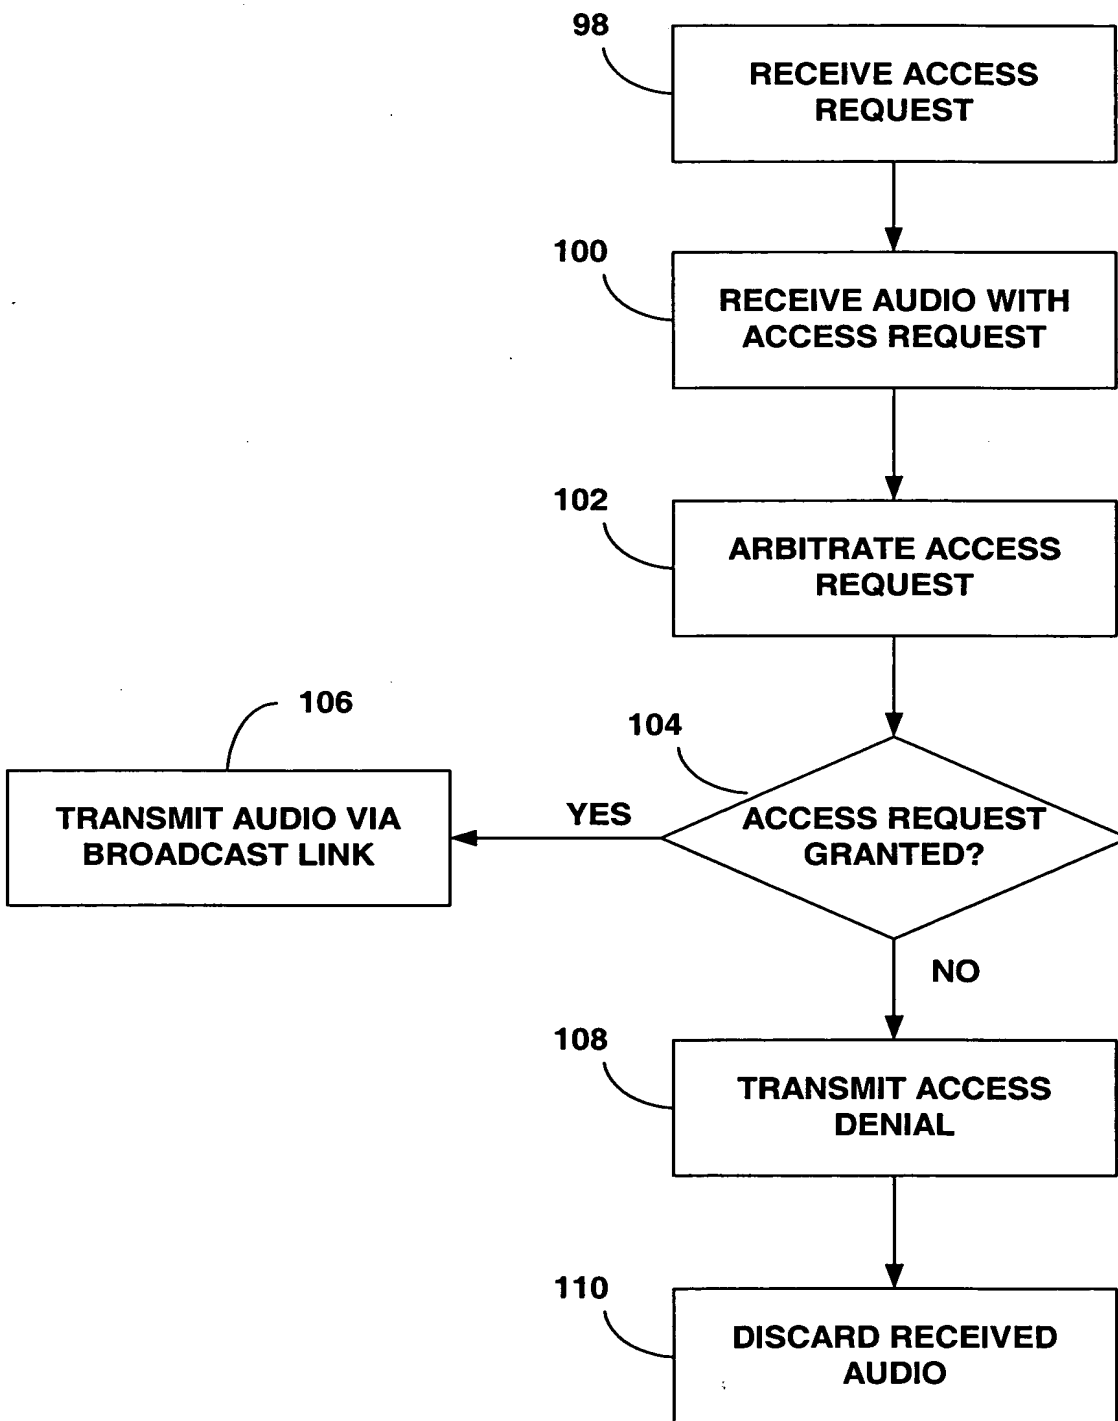 98
RECEIVE ACCESS
REQUEST
100
RECEIVE AUDIO WITH
ACCESS REQUEST
102
ARBITRATE ACCESS
REQUEST
106
104
TRANSMIT AUDIO VIA
BROADCAST LINK
YES
ACCESS REQUEST
GRANTED?
NO
108
TRANSMIT ACCESS
DENIAL
110
DISCARD RECEIVED
AUDIO